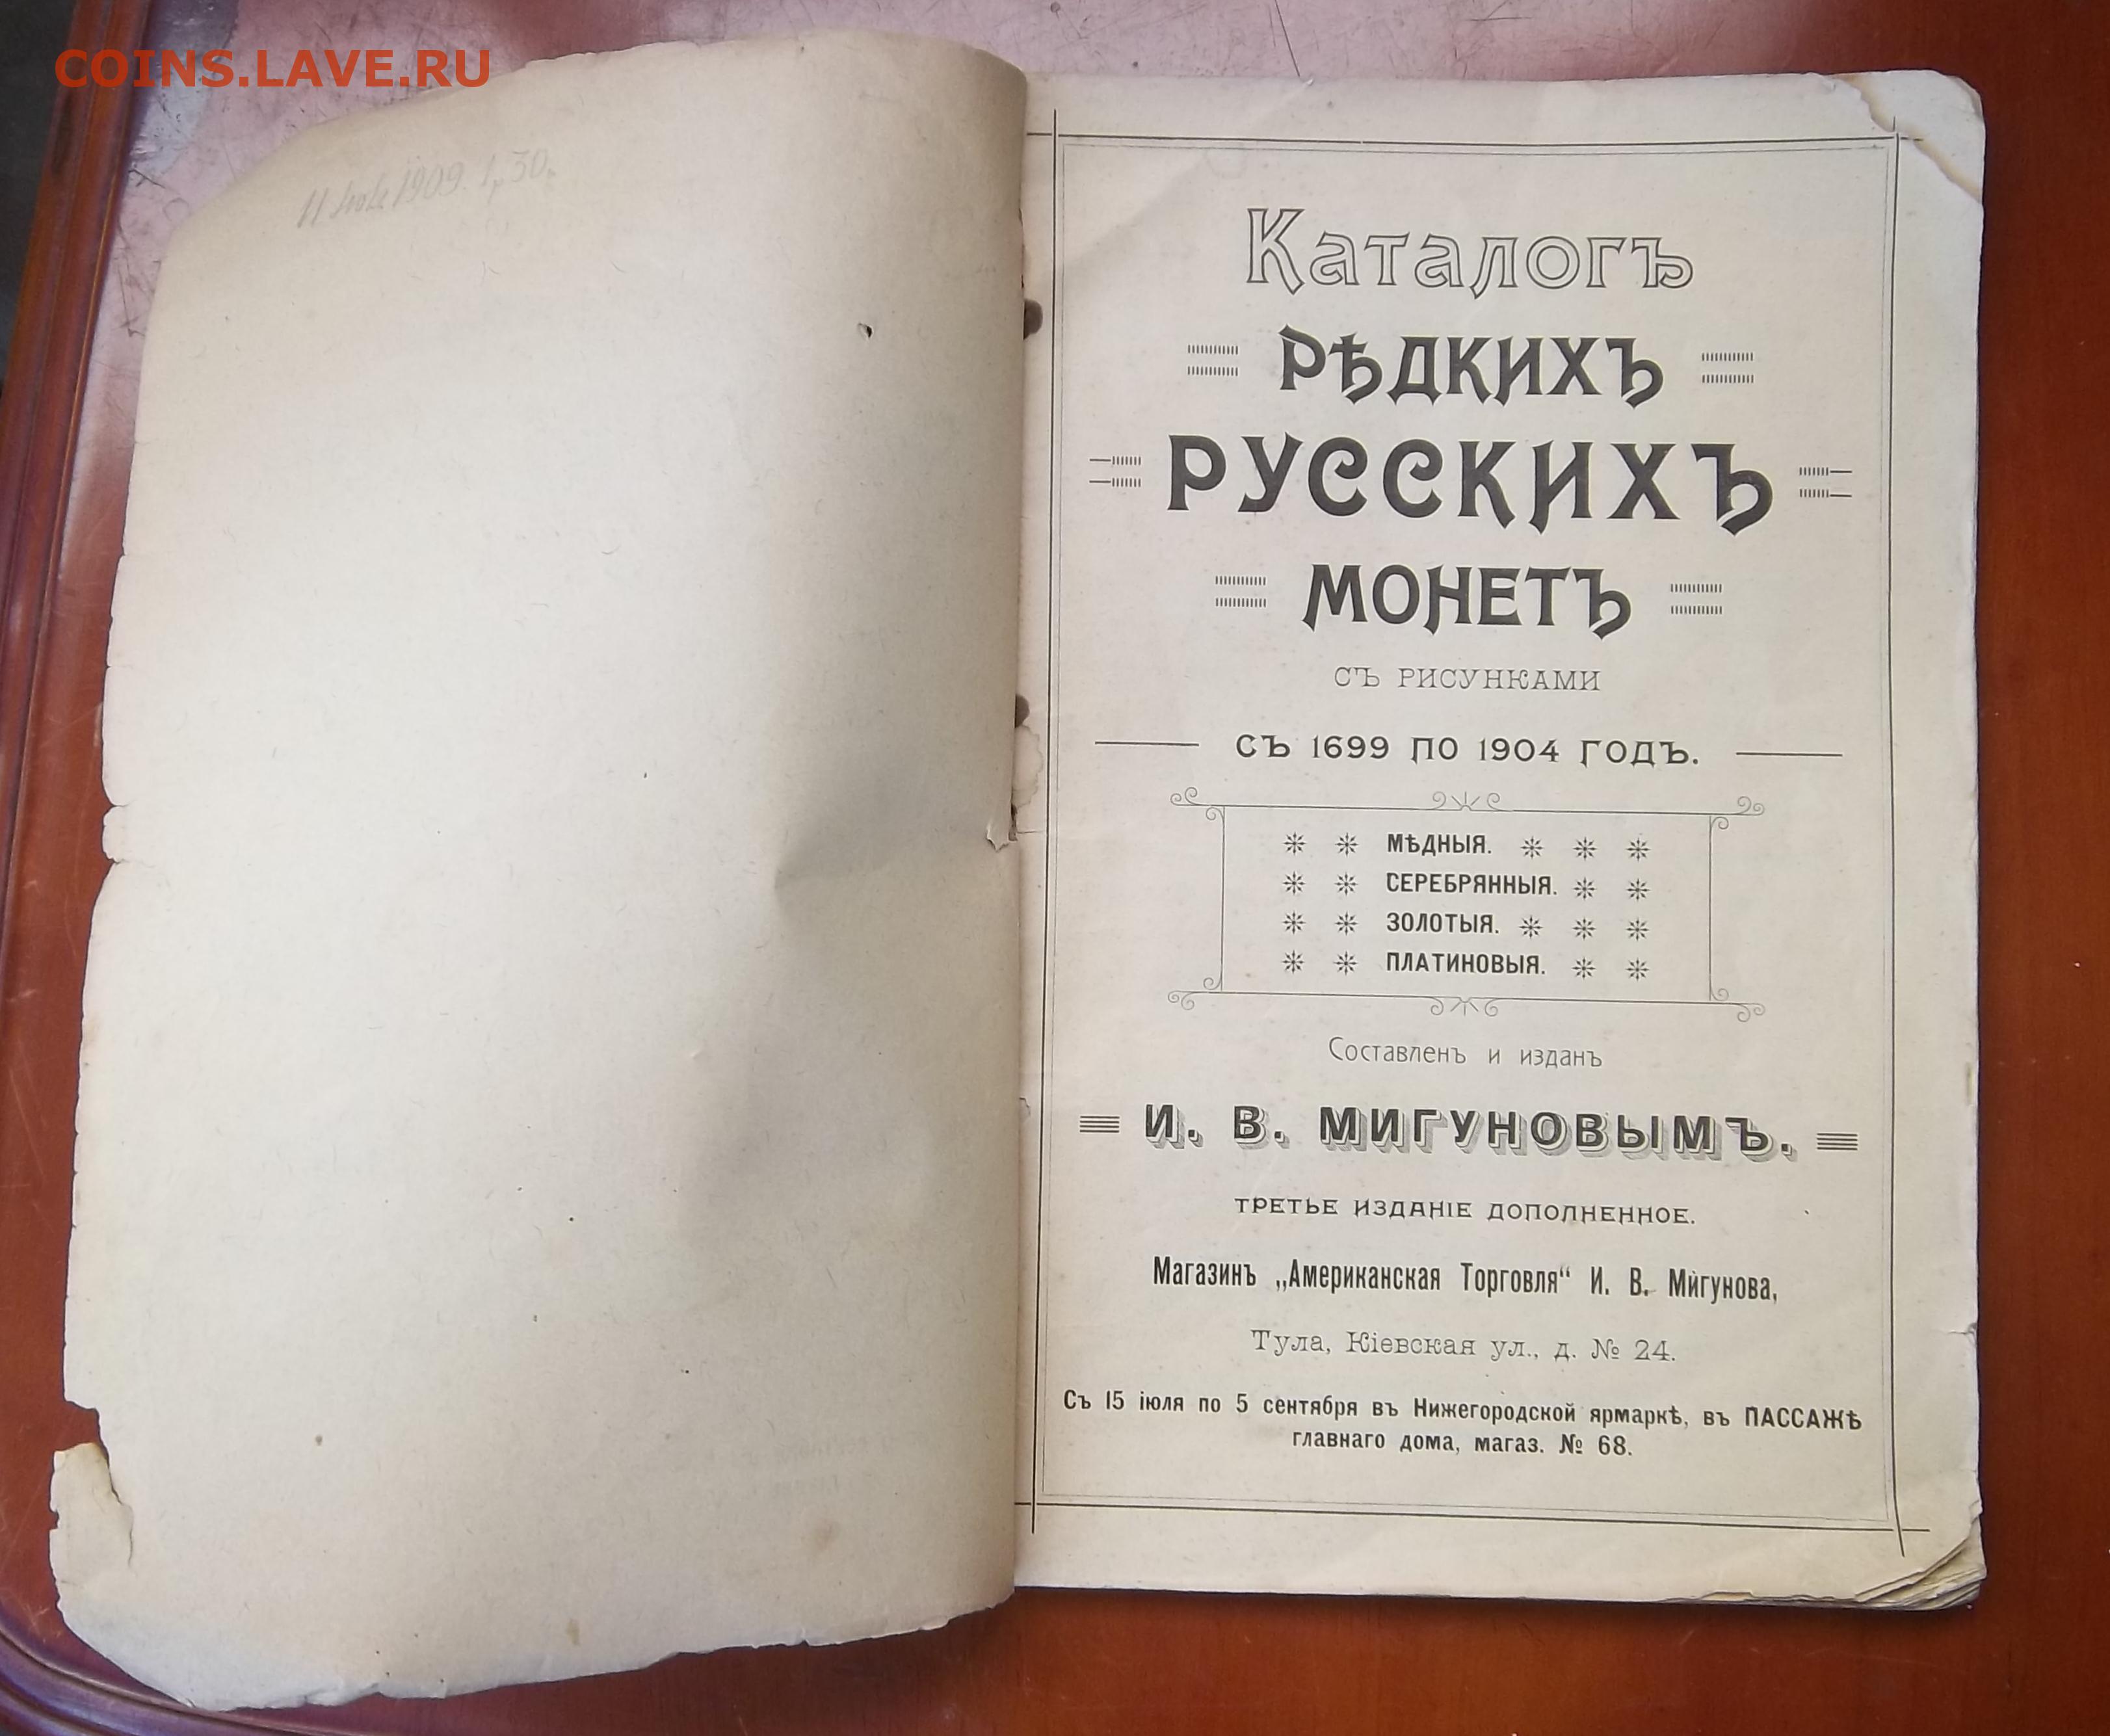 COINS.LAVE.RU
1909. 1р30к
Каталогъ
РѢДКИХЪ
РУССКИХЪ
МОНЕТЪ
СЪ РИСУНКАМИ
СЪ 1699 ПО 1904 ГОДЪ.
МѢДНЫЯ.
СЕРЕБРЯННЫЯ.
ЗОЛОТЫЯ.
ПЛАТИНОВЫЯ.
Составленъ и изданъ
И. В. МИГУНОВЫМЪ.
ТРЕТЬЕ ИЗДАНІЕ ДОПОЛНЕННОЕ.
Магазинъ „Американская Торговля“ И. В. Мигунова,
Тула, Кіевская ул., д. № 24.
Съ 15 іюля по 5 сентября въ Нижегородской ярмаркѣ, въ ПАССАЖѢ
главнаго дома, магаз. № 68.